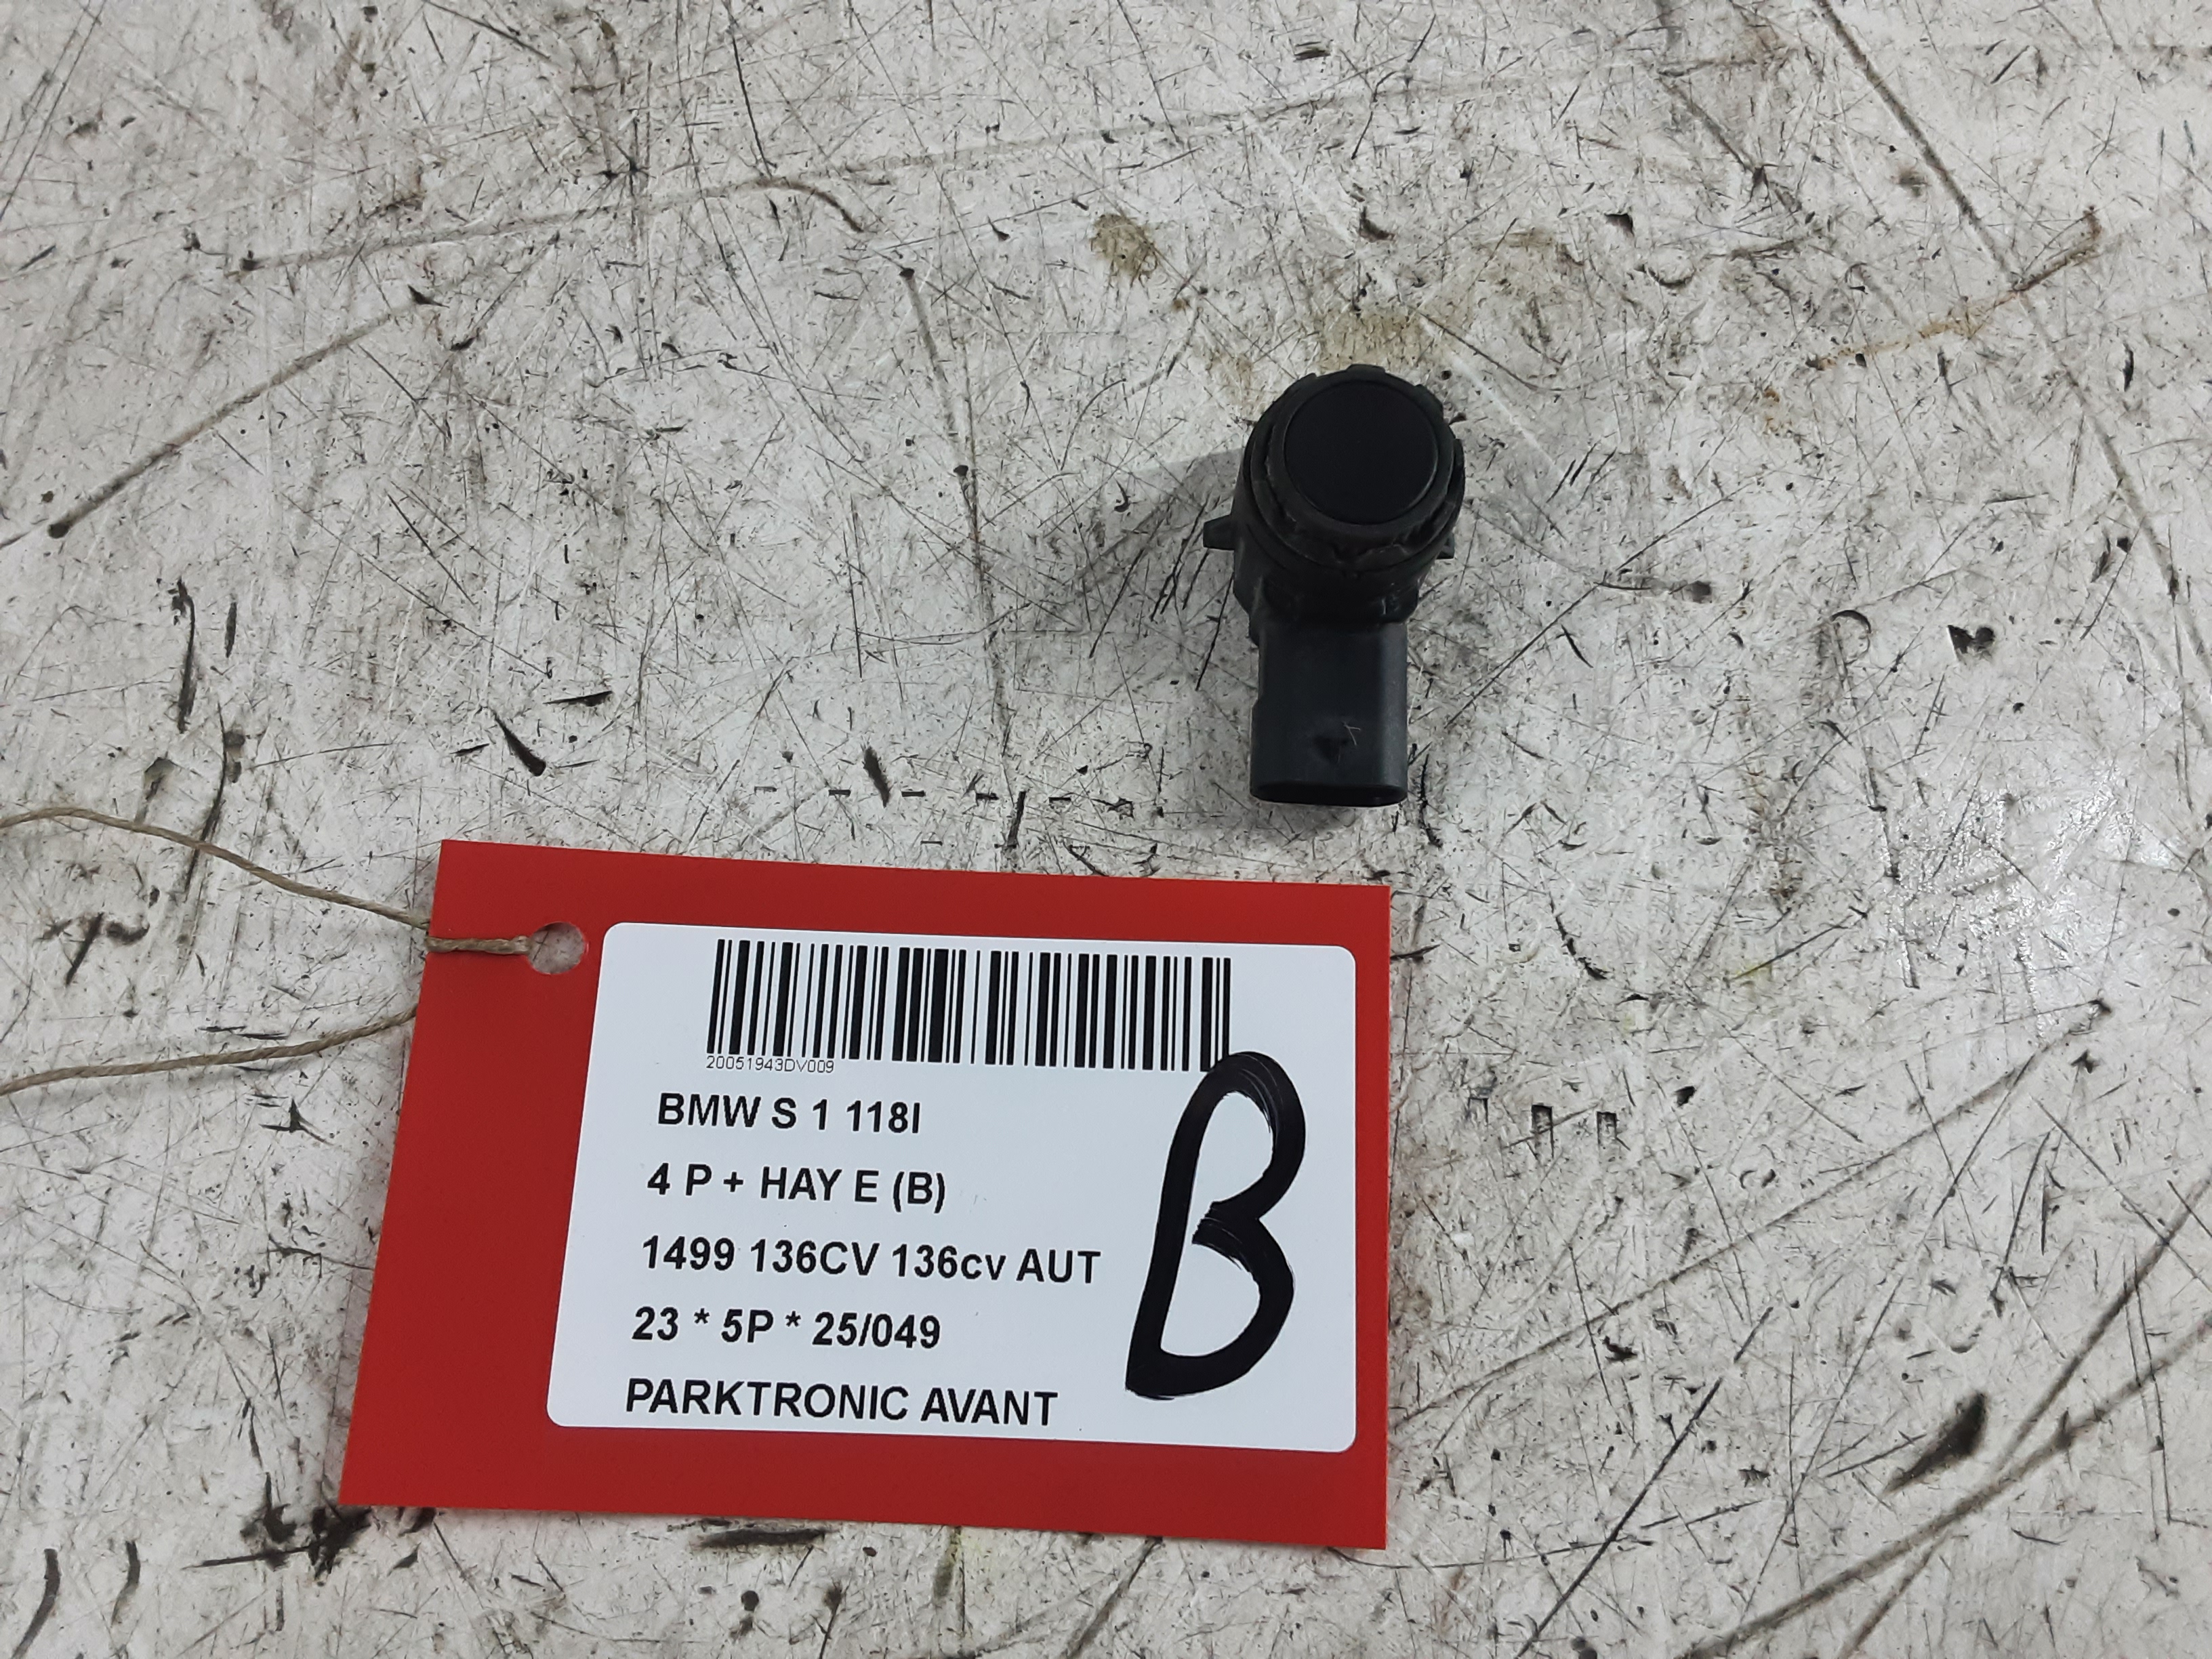 20051943DV009
BMW S 1 118I
4 P + HAY E (B)
1499 136CV 136cv AUT
23 * 5P * 25/049
PARKTRONIC AVANT
B